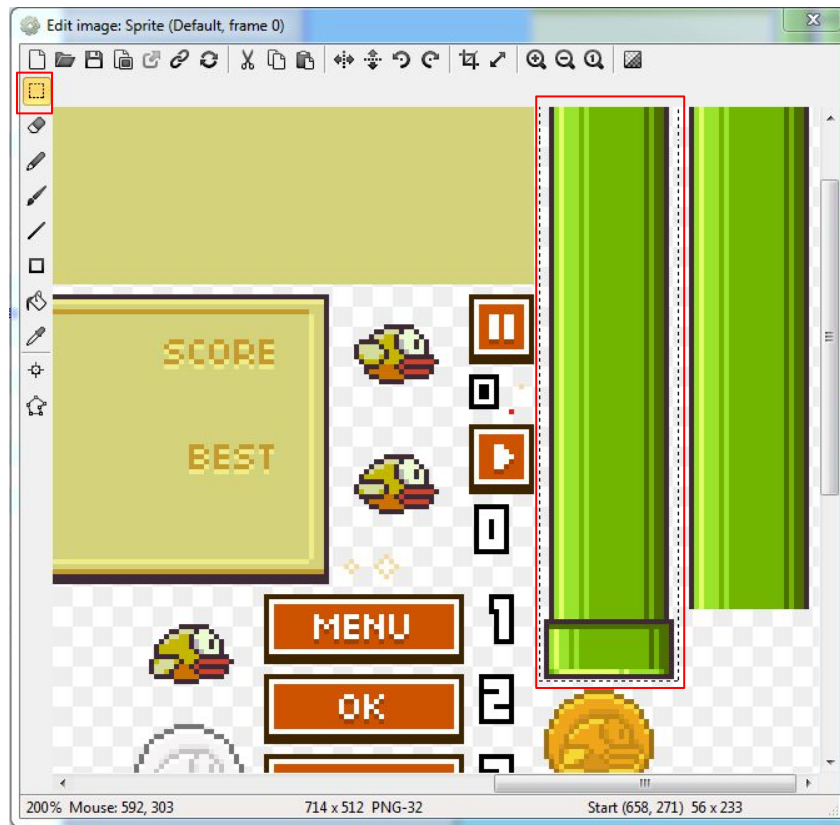 Edit image: Sprite (Default, frame 0)
SCORE
0
BEST
0
MENU
1
OK
2
200% Mouse: 592, 303 714 x 512 PNG-32 Start (658, 271) 56 x 233